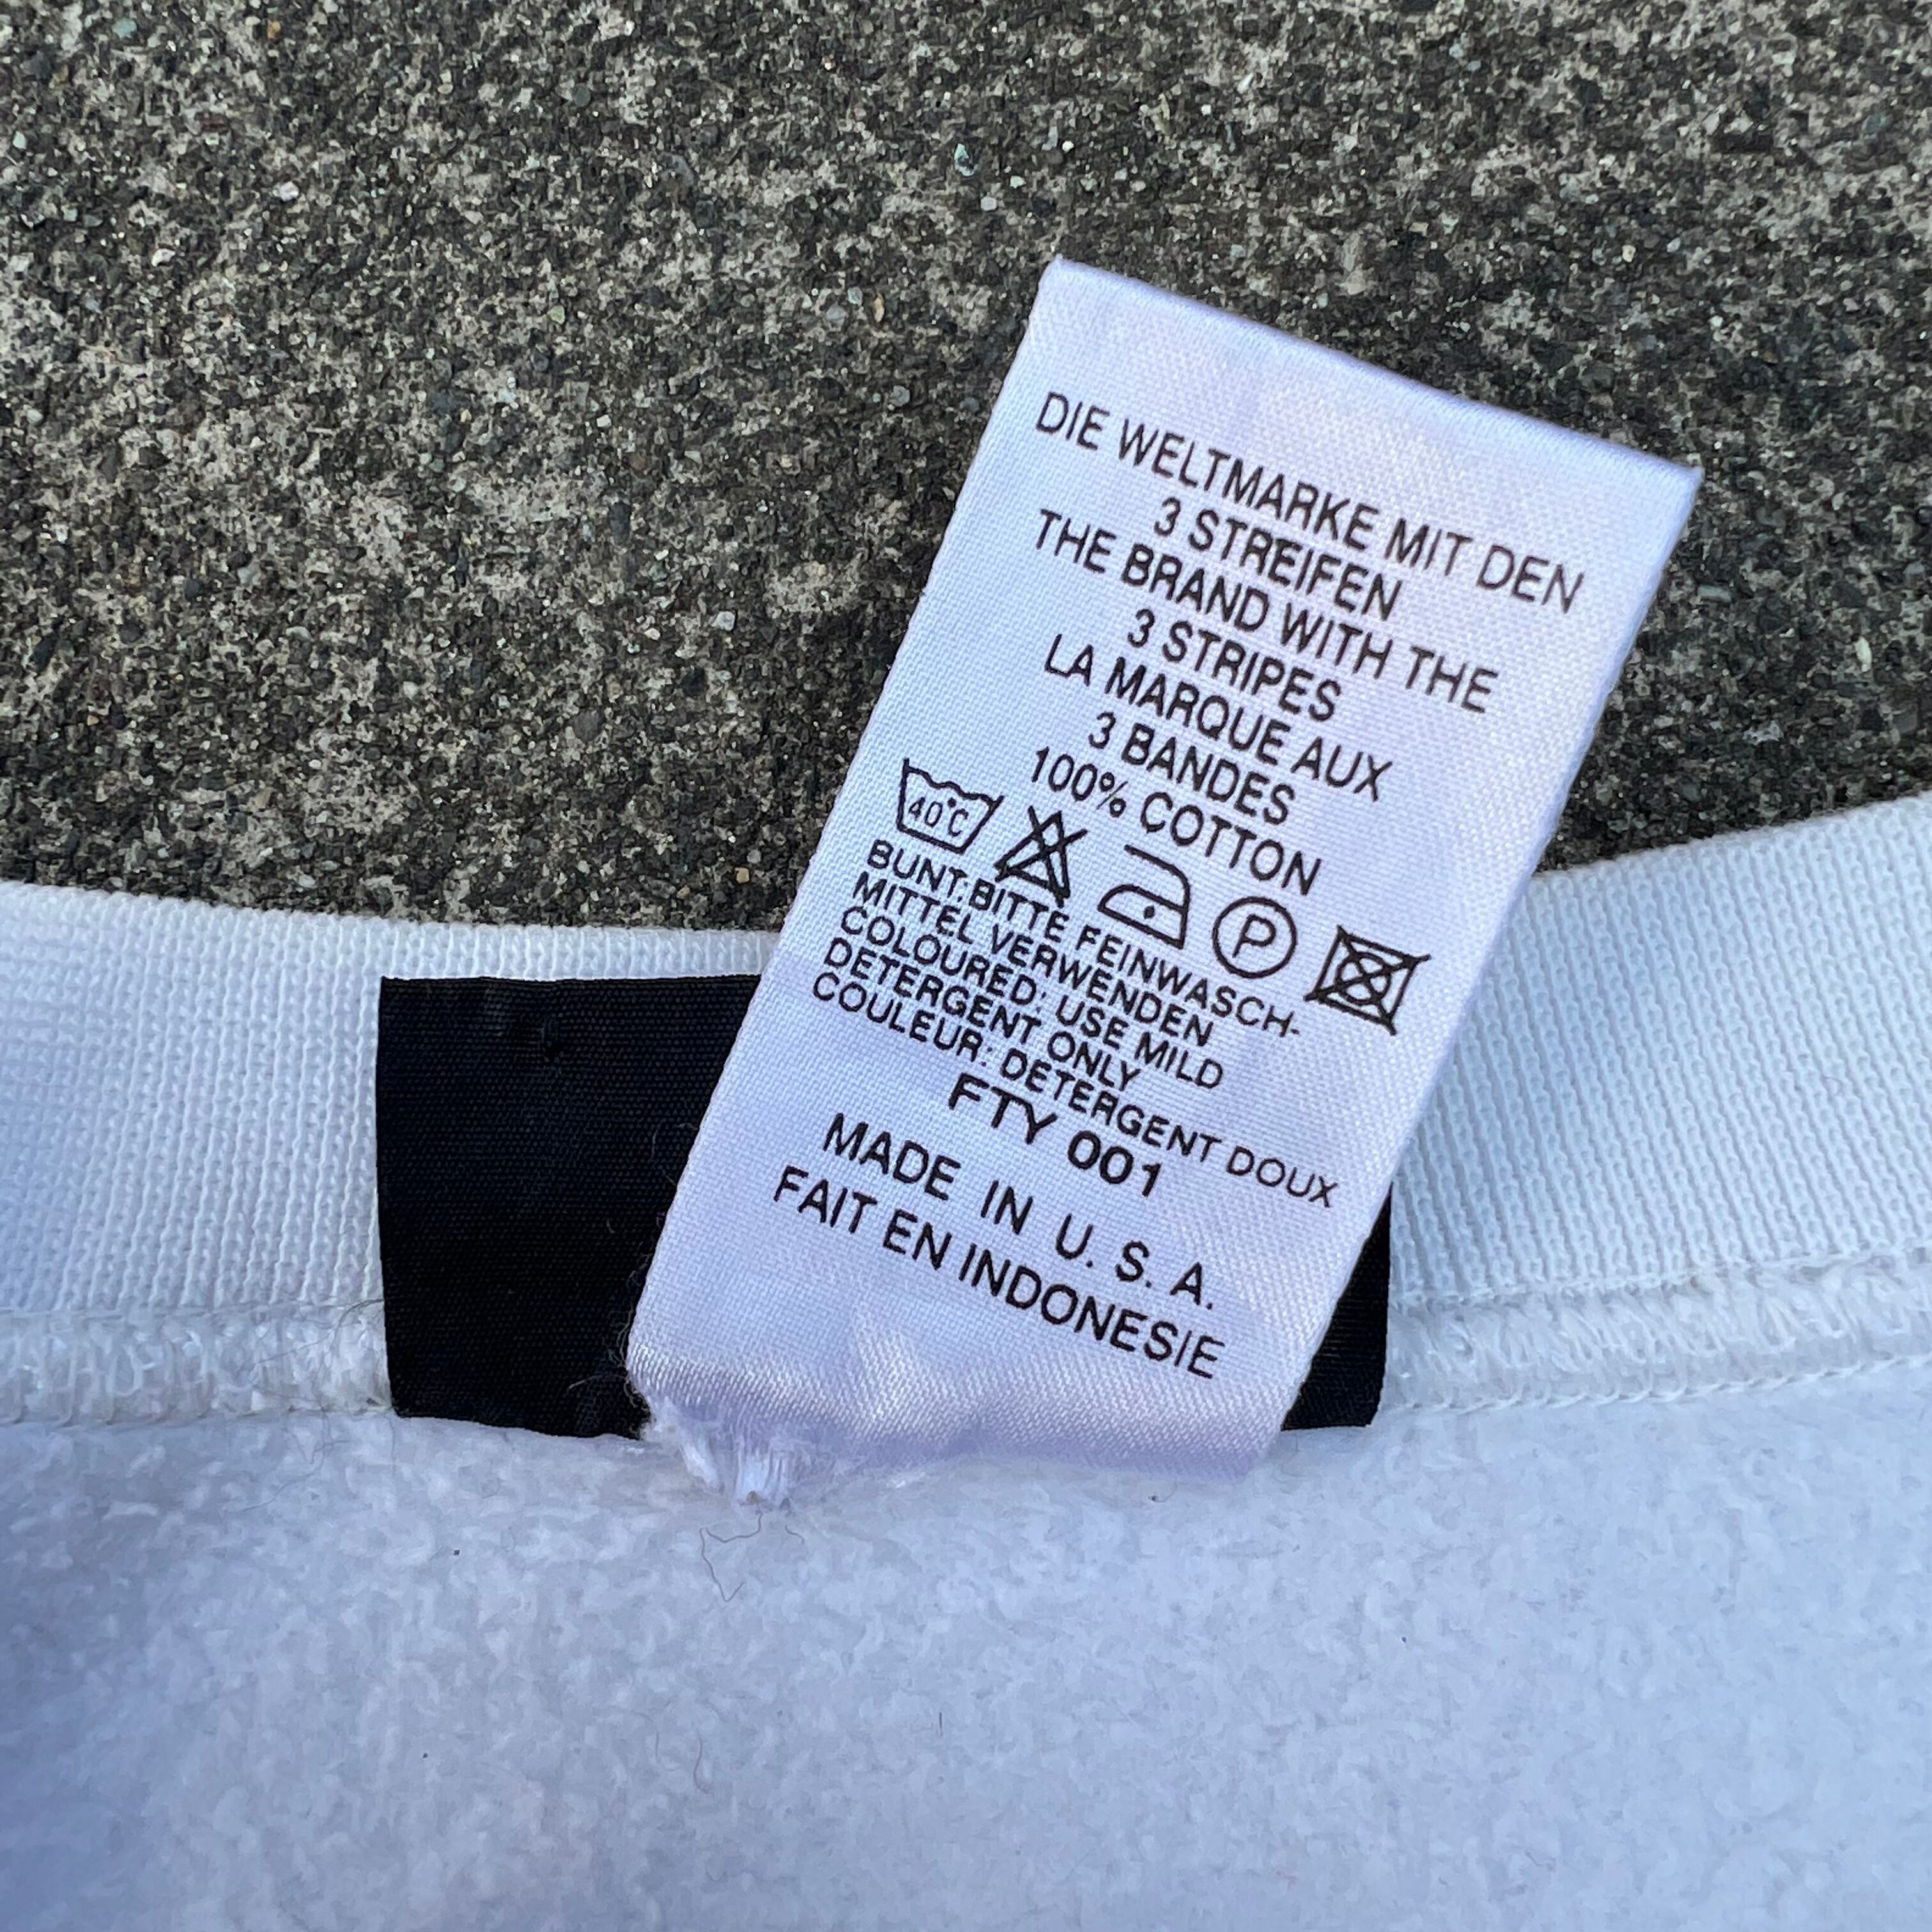 DIE WELTMARKE MIT DEN
3 STREIFEN
THE BRAND WITH THE
3 STRIPES
LA MARQUE AUX
3 BANDES
100% COTTON
40°C P
BUNT: BITTE FEINWASCH-
MITTEL VERWENDEN
COLOURED: USE MILD
DETERGENT ONLY
COULEUR: DETERGENT DOUX
FTY 001
MADE IN U. S. A.
FAIT EN INDONESIE